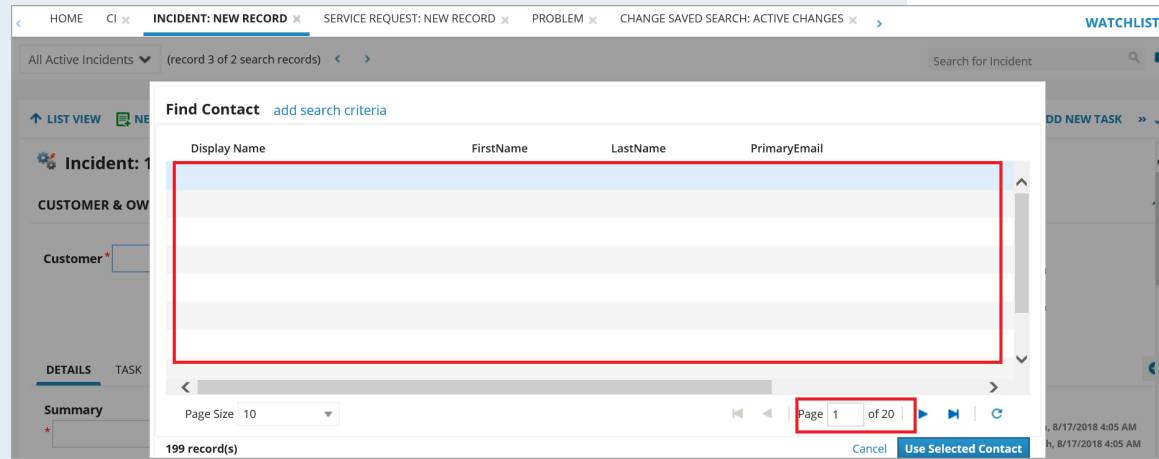 HOME CI INCIDENT: NEW RECORD SERVICE REQUEST: NEW RECORD PROBLEM CHANGE SAVED SEARCH: ACTIVE CHANGES
WATCHLIST
All Active Incidents (record 3 of 2 search records) Search for Incident
Find Contact add search criteria
LIST VIEW NE DD NEW TASK
Display Name FirstName LastName PrimaryEmail
Incident: 1
CUSTOMER & OW
Customer *
DETAILS TASK
Page Size 10 Page 1 of 20
Summary
*
, 8/17/2018 4:05 AM
199 record(s) Cancel Use Selected Contact h, 8/17/2018 4:05 AM